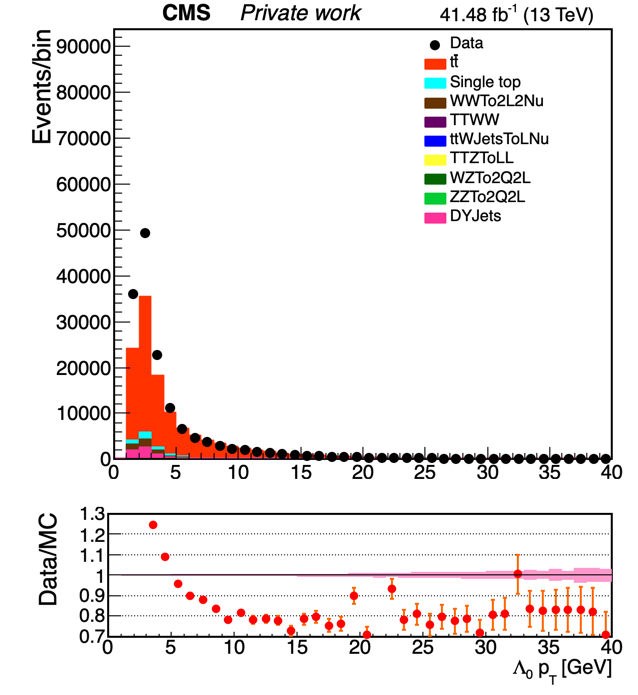 CMS Private work 41.48 fb⁻¹ (13 TeV)
Events/bin
90000
80000
70000
60000
50000
40000
30000
20000
10000
0
Data
tt̄
Single top
WWTo2L2Nu
TTWW
ttWJetsToLNu
TTZToLL
WZTo2Q2L
ZZTo2Q2L
DYJets
0 5 10 15 20 25 30 35 40
Data/MC
1.3
1.2
1.1
1
0.9
0.8
0.7
0 5 10 15 20 25 30 35 40
Λ₀ p_T [GeV]